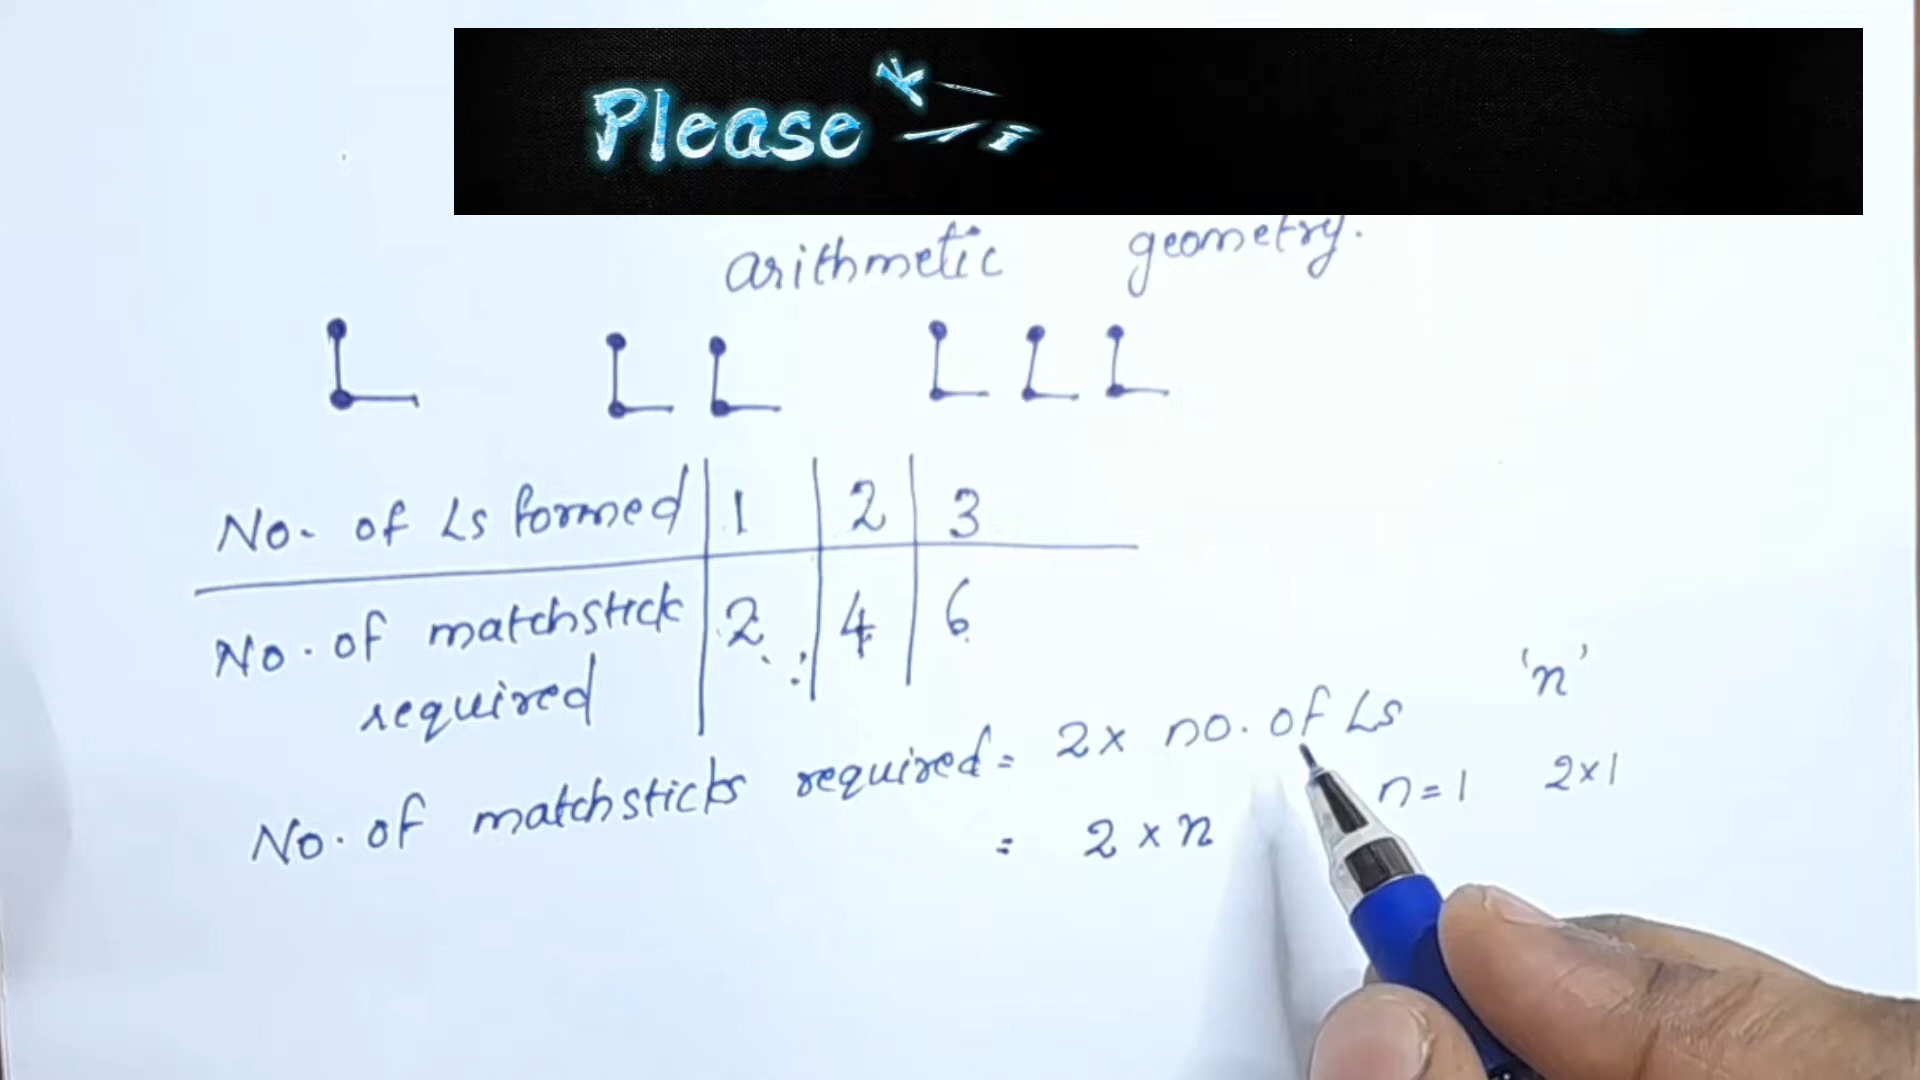 Please
arithmetic geometry.
L L L L L L
No. of Ls formed 1 2 3
No. of matchstick required 2 4 6
'n'
No. of matchsticks required = 2 x no. of Ls
= 2 x n n = 1 2x1